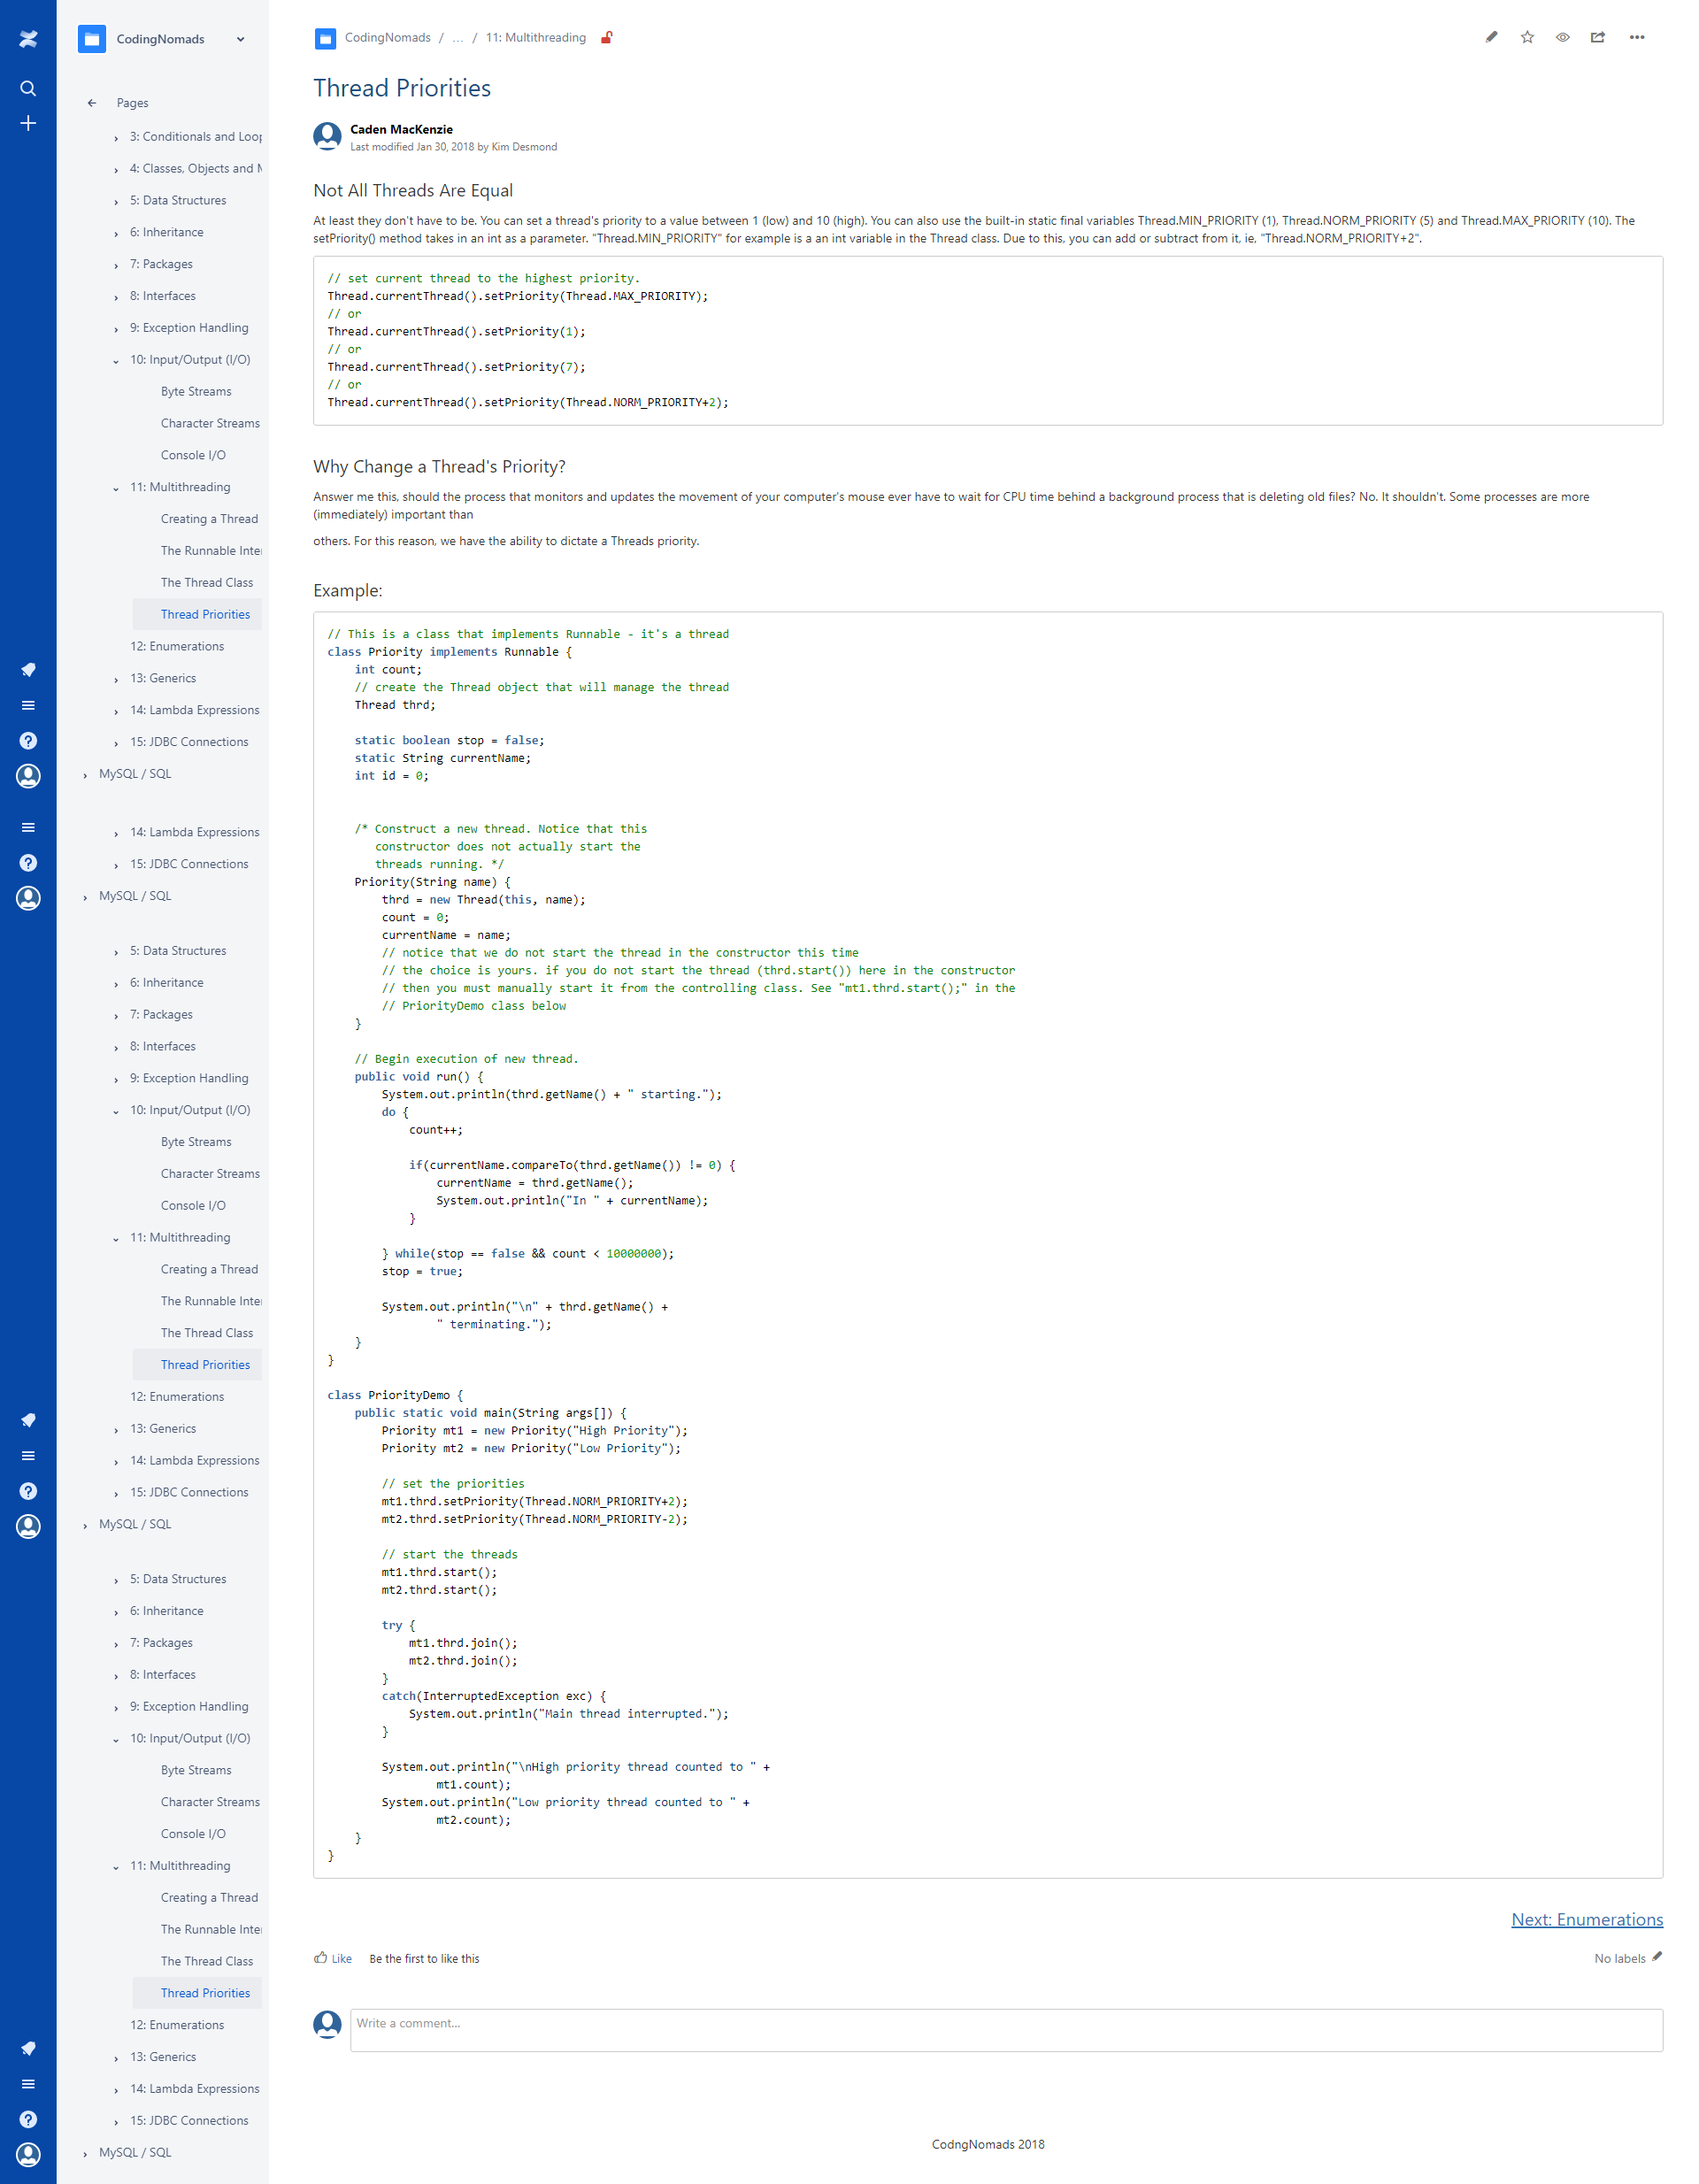 CodingNomads
Pages
3: Conditionals and Loop
4: Classes, Objects and M
5: Data Structures
6: Inheritance
7: Packages
8: Interfaces
9: Exception Handling
10: Input/Output (I/O)
Byte Streams
Character Streams
Console I/O
11: Multithreading
Creating a Thread
The Runnable Inter
The Thread Class
Thread Priorities
12: Enumerations
13: Generics
14: Lambda Expressions
15: JDBC Connections
MySQL / SQL
14: Lambda Expressions
15: JDBC Connections
MySQL / SQL
5: Data Structures
6: Inheritance
7: Packages
8: Interfaces
9: Exception Handling
10: Input/Output (I/O)
Byte Streams
Character Streams
Console I/O
11: Multithreading
Creating a Thread
The Runnable Inter
The Thread Class
Thread Priorities
12: Enumerations
13: Generics
14: Lambda Expressions
15: JDBC Connections
MySQL / SQL
5: Data Structures
6: Inheritance
7: Packages
8: Interfaces
9: Exception Handling
10: Input/Output (I/O)
Byte Streams
Character Streams
Console I/O
11: Multithreading
Creating a Thread
The Runnable Inter
The Thread Class
Thread Priorities
12: Enumerations
13: Generics
14: Lambda Expressions
15: JDBC Connections
MySQL / SQL
CodingNomads / ... / 11: Multithreading
Thread Priorities
Caden MacKenzie
Last modified Jan 30, 2018 by Kim Desmond
Not All Threads Are Equal
At least they don't have to be. You can set a thread's priority to a value between 1 (low) and 10 (high). You can also use the built-in static final variables Thread.MIN_PRIORITY (1), Thread.NORM_PRIORITY (5) and Thread.MAX_PRIORITY (10). The
setPriority() method takes in an int as a parameter. "Thread.MIN_PRIORITY" for example is a an int variable in the Thread class. Due to this, you can add or subtract from it, ie, "Thread.NORM_PRIORITY+2".
// set current thread to the highest priority.
Thread.currentThread().setPriority(Thread.MAX_PRIORITY);
// or
Thread.currentThread().setPriority(1);
// or
Thread.currentThread().setPriority(7);
// or
Thread.currentThread().setPriority(Thread.NORM_PRIORITY+2);
Why Change a Thread's Priority?
Answer me this, should the process that monitors and updates the movement of your computer's mouse ever have to wait for CPU time behind a background process that is deleting old files? No. It shouldn't. Some processes are more
(immediately) important than
others. For this reason, we have the ability to dictate a Threads priority.
Example:
// This is a class that implements Runnable - it's a thread
class Priority implements Runnable {
    int count;
    // create the Thread object that will manage the thread
    Thread thrd;
    static boolean stop = false;
    static String currentName;
    int id = 0;
    /* Construct a new thread. Notice that this
       constructor does not actually start the
       threads running. */
    Priority(String name) {
        thrd = new Thread(this, name);
        count = 0;
        currentName = name;
        // notice that we do not start the thread in the constructor this time
        // the choice is yours. if you do not start the thread (thrd.start()) here in the constructor
        // then you must manually start it from the controlling class. See "mt1.thrd.start();" in the
        // PriorityDemo class below
    }
    // Begin execution of new thread.
    public void run() {
        System.out.println(thrd.getName() + " starting.");
        do {
            count++;
            if(currentName.compareTo(thrd.getName()) != 0) {
                currentName = thrd.getName();
                System.out.println("In " + currentName);
            }
        } while(stop == false && count < 10000000);
        stop = true;
        System.out.println("\n" + thrd.getName() +
                " terminating.");
    }
}
class PriorityDemo {
    public static void main(String args[]) {
        Priority mt1 = new Priority("High Priority");
        Priority mt2 = new Priority("Low Priority");
        // set the priorities
        mt1.thrd.setPriority(Thread.NORM_PRIORITY+2);
        mt2.thrd.setPriority(Thread.NORM_PRIORITY-2);
        // start the threads
        mt1.thrd.start();
        mt2.thrd.start();
        try {
            mt1.thrd.join();
            mt2.thrd.join();
        }
        catch(InterruptedException exc) {
            System.out.println("Main thread interrupted.");
        }
        System.out.println("\nHigh priority thread counted to " +
                mt1.count);
        System.out.println("Low priority thread counted to " +
                mt2.count);
    }
}
Next: Enumerations
Like Be the first to like this
No labels
Write a comment...
CodngNomads 2018